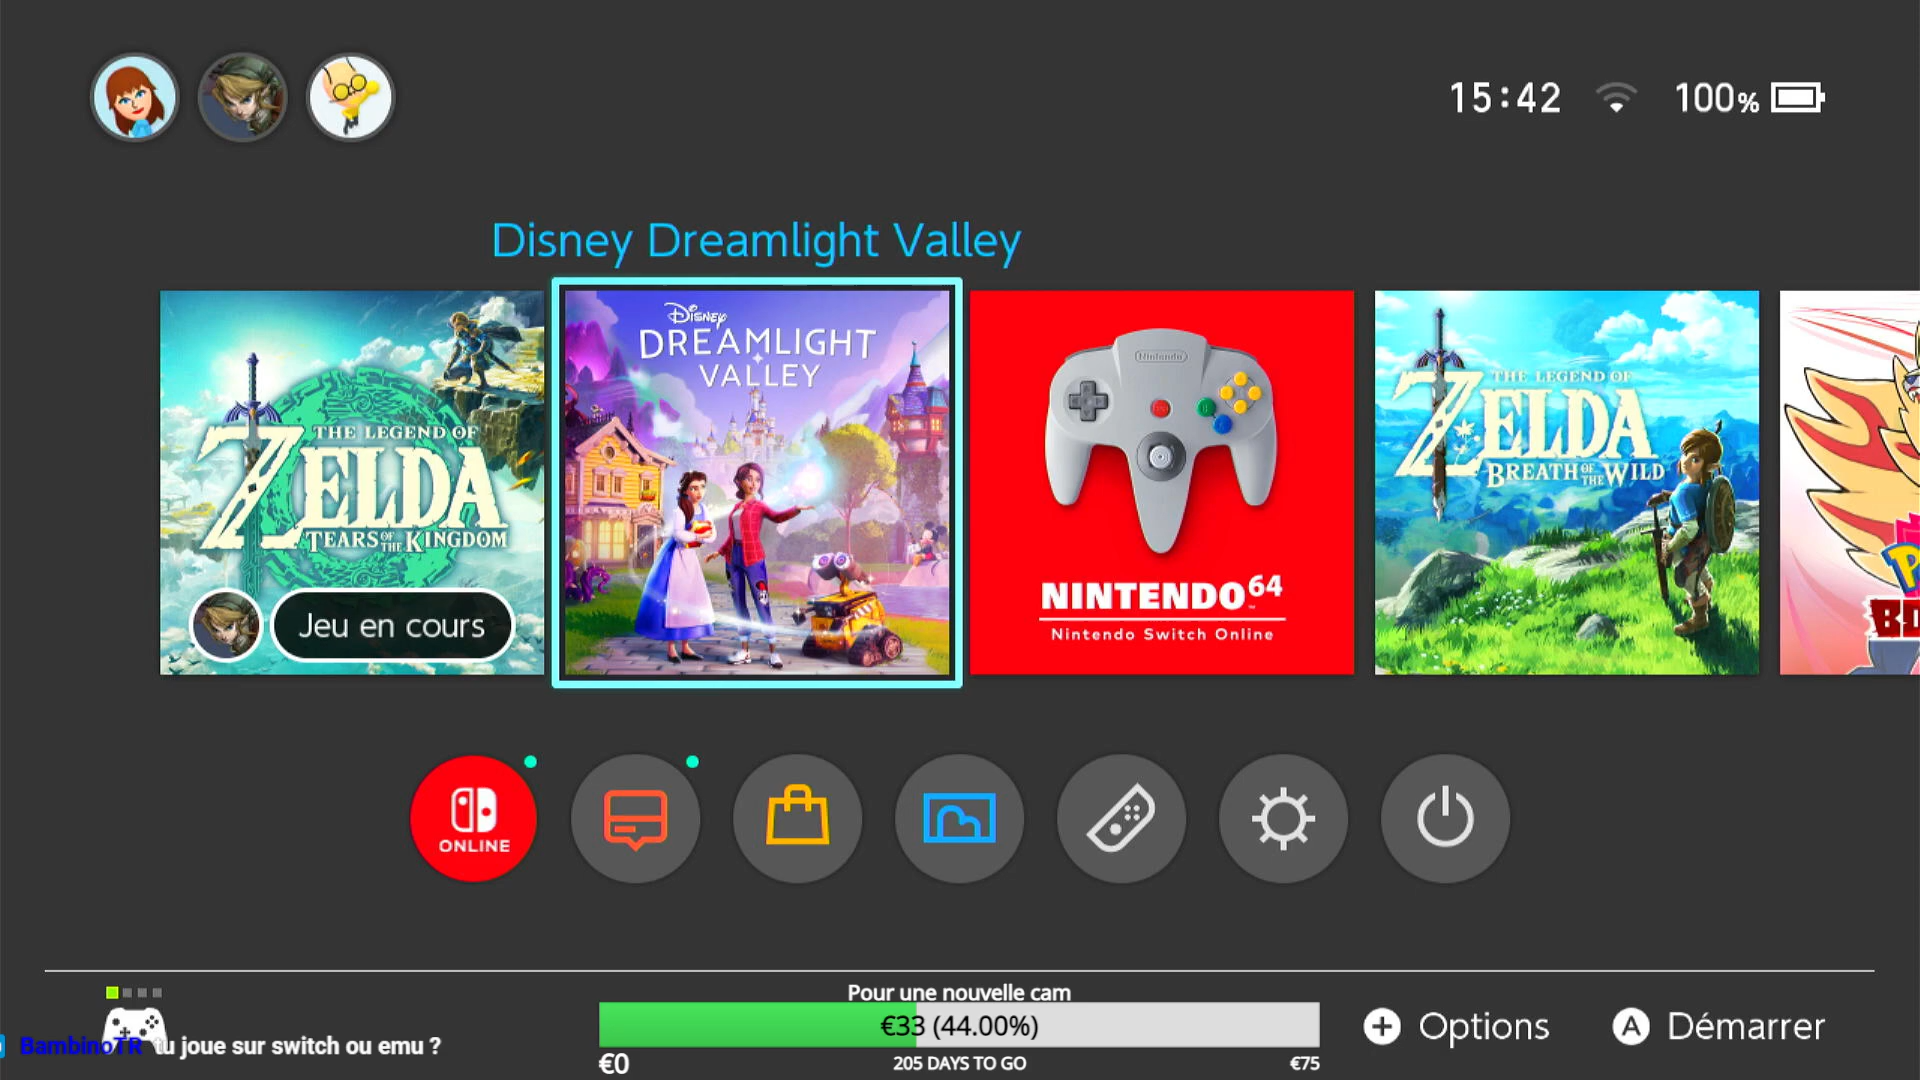 15:42
100%
Disney Dreamlight Valley
THE LEGEND OF
ZELDA
TEARS OF THE KINGDOM
Jeu en cours
Disney
DREAMLIGHT
VALLEY
Nintendo
NINTENDO 64
Nintendo Switch Online
THE LEGEND OF
ZELDA
BREATH OF THE WILD
ONLINE
Pour une nouvelle cam
€33 (44.00%)
€0
205 DAYS TO GO
€75
Options
A
Démarrer
BambinoTR tu joue sur switch ou emu ?